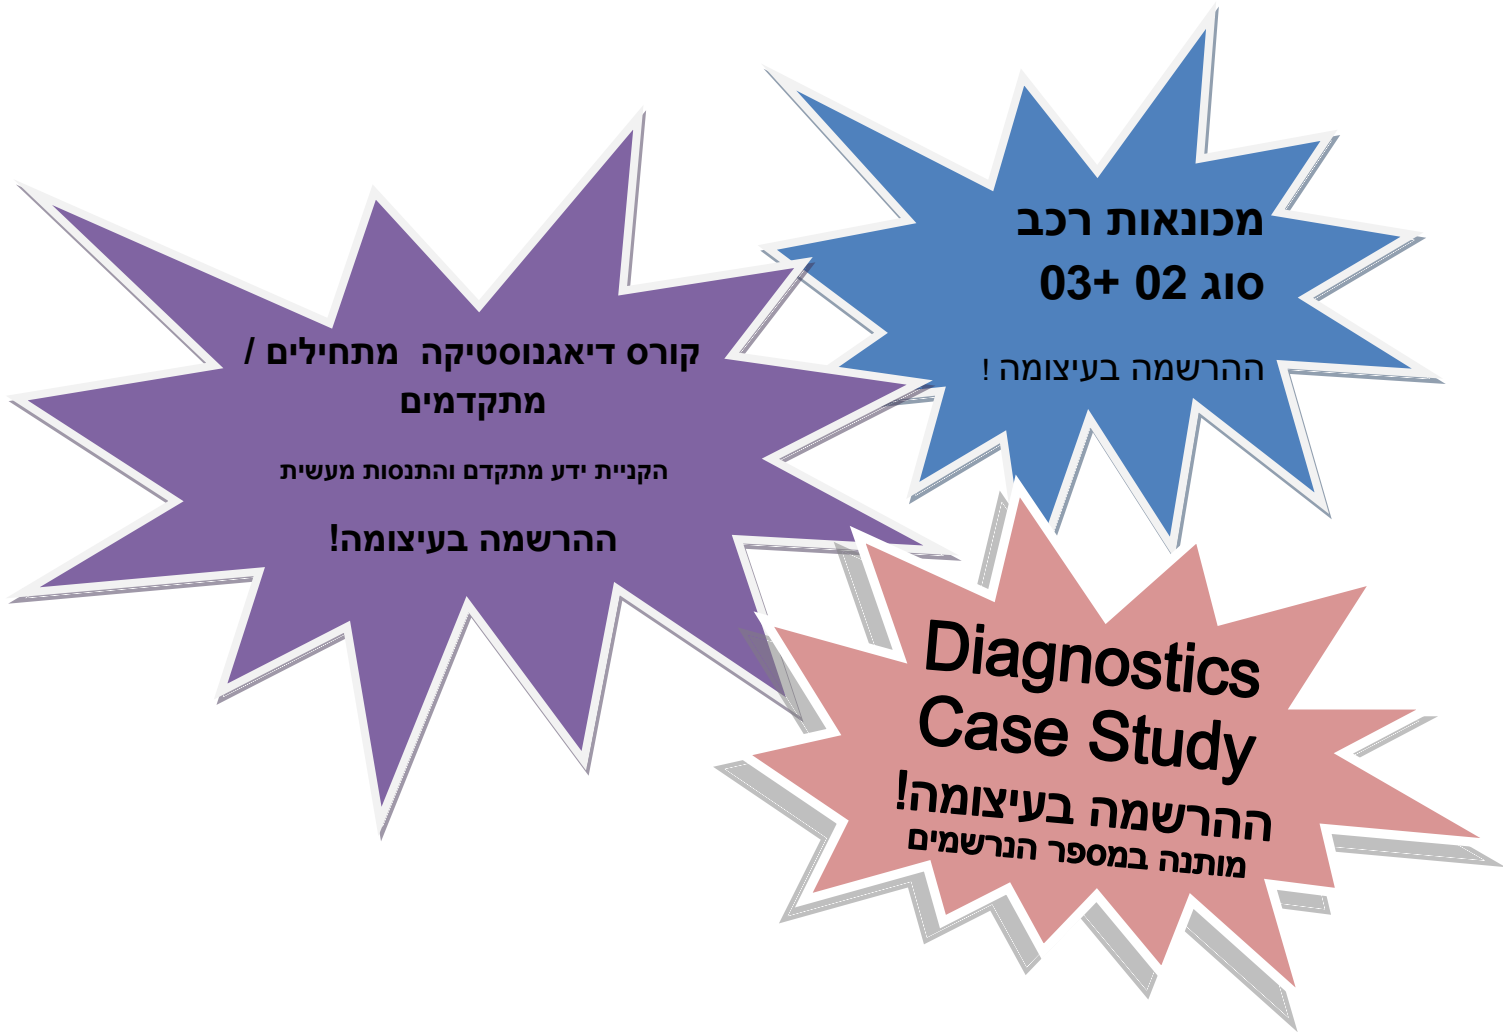 מכונאות רכב
סוג 02 +03
ההרשמה בעיצומה !
קורס דיאגנוסטיקה  מתחילים /
מתקדמים
הקניית ידע מתקדם והתנסות מעשית
ההרשמה בעיצומה!
Diagnostics
Case Study
ההרשמה בעיצומה!
מותנה במספר הנרשמים